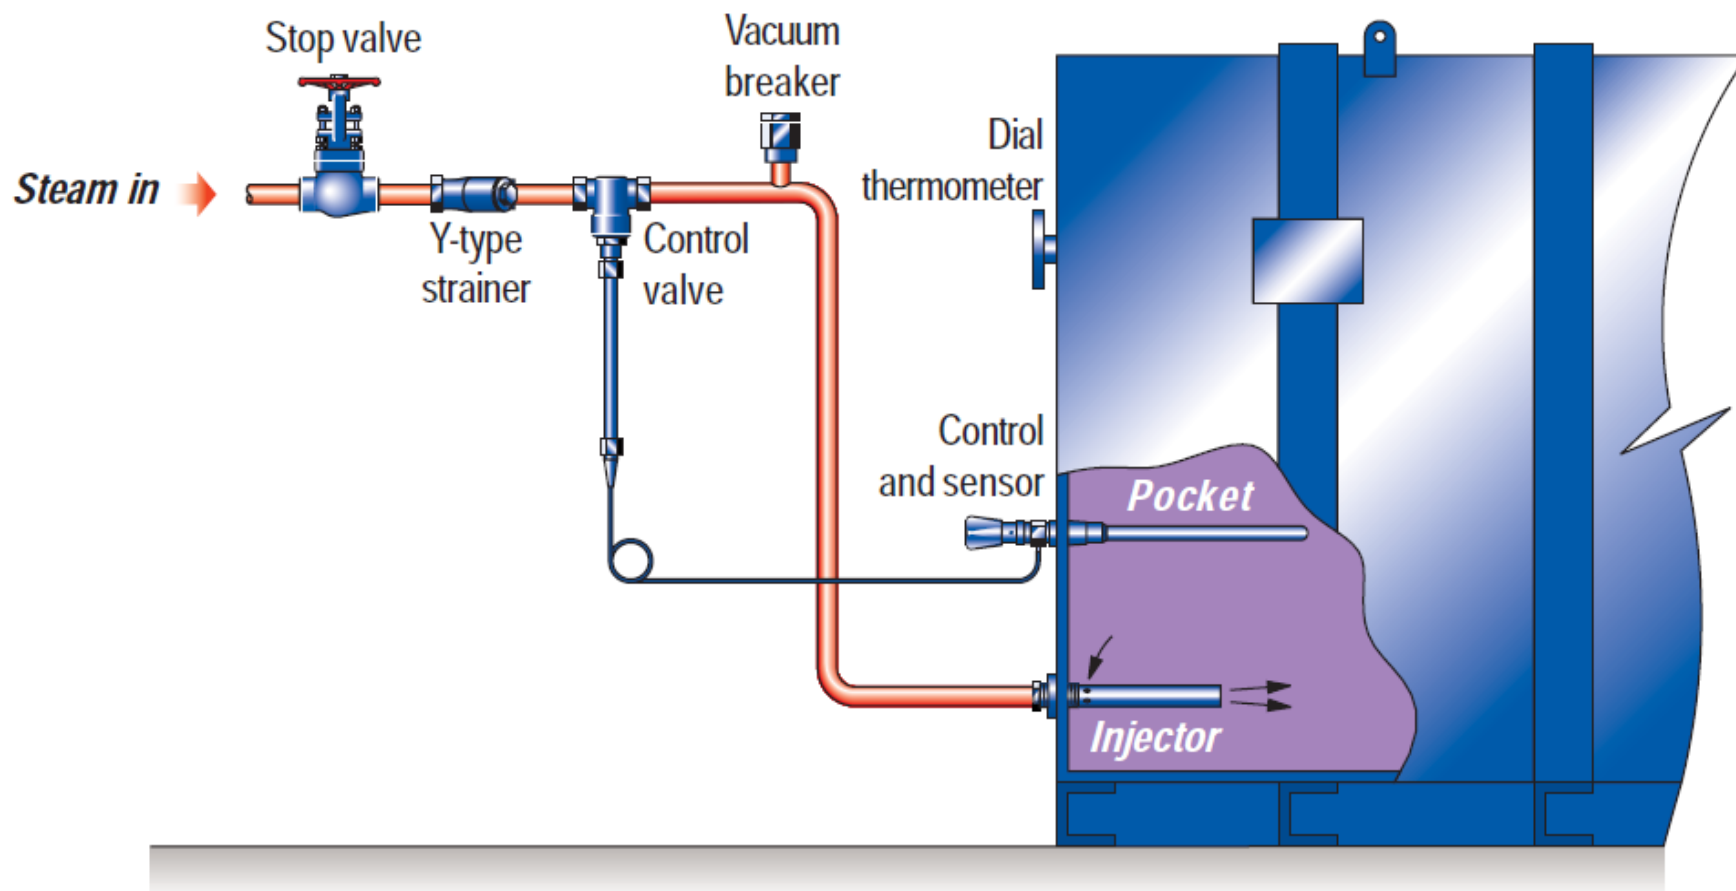 Stop valve
Vacuum
breaker
Dial
thermometer
Steam in
Y-type
strainer
Control
valve
Control
and sensor
Pocket
Injector